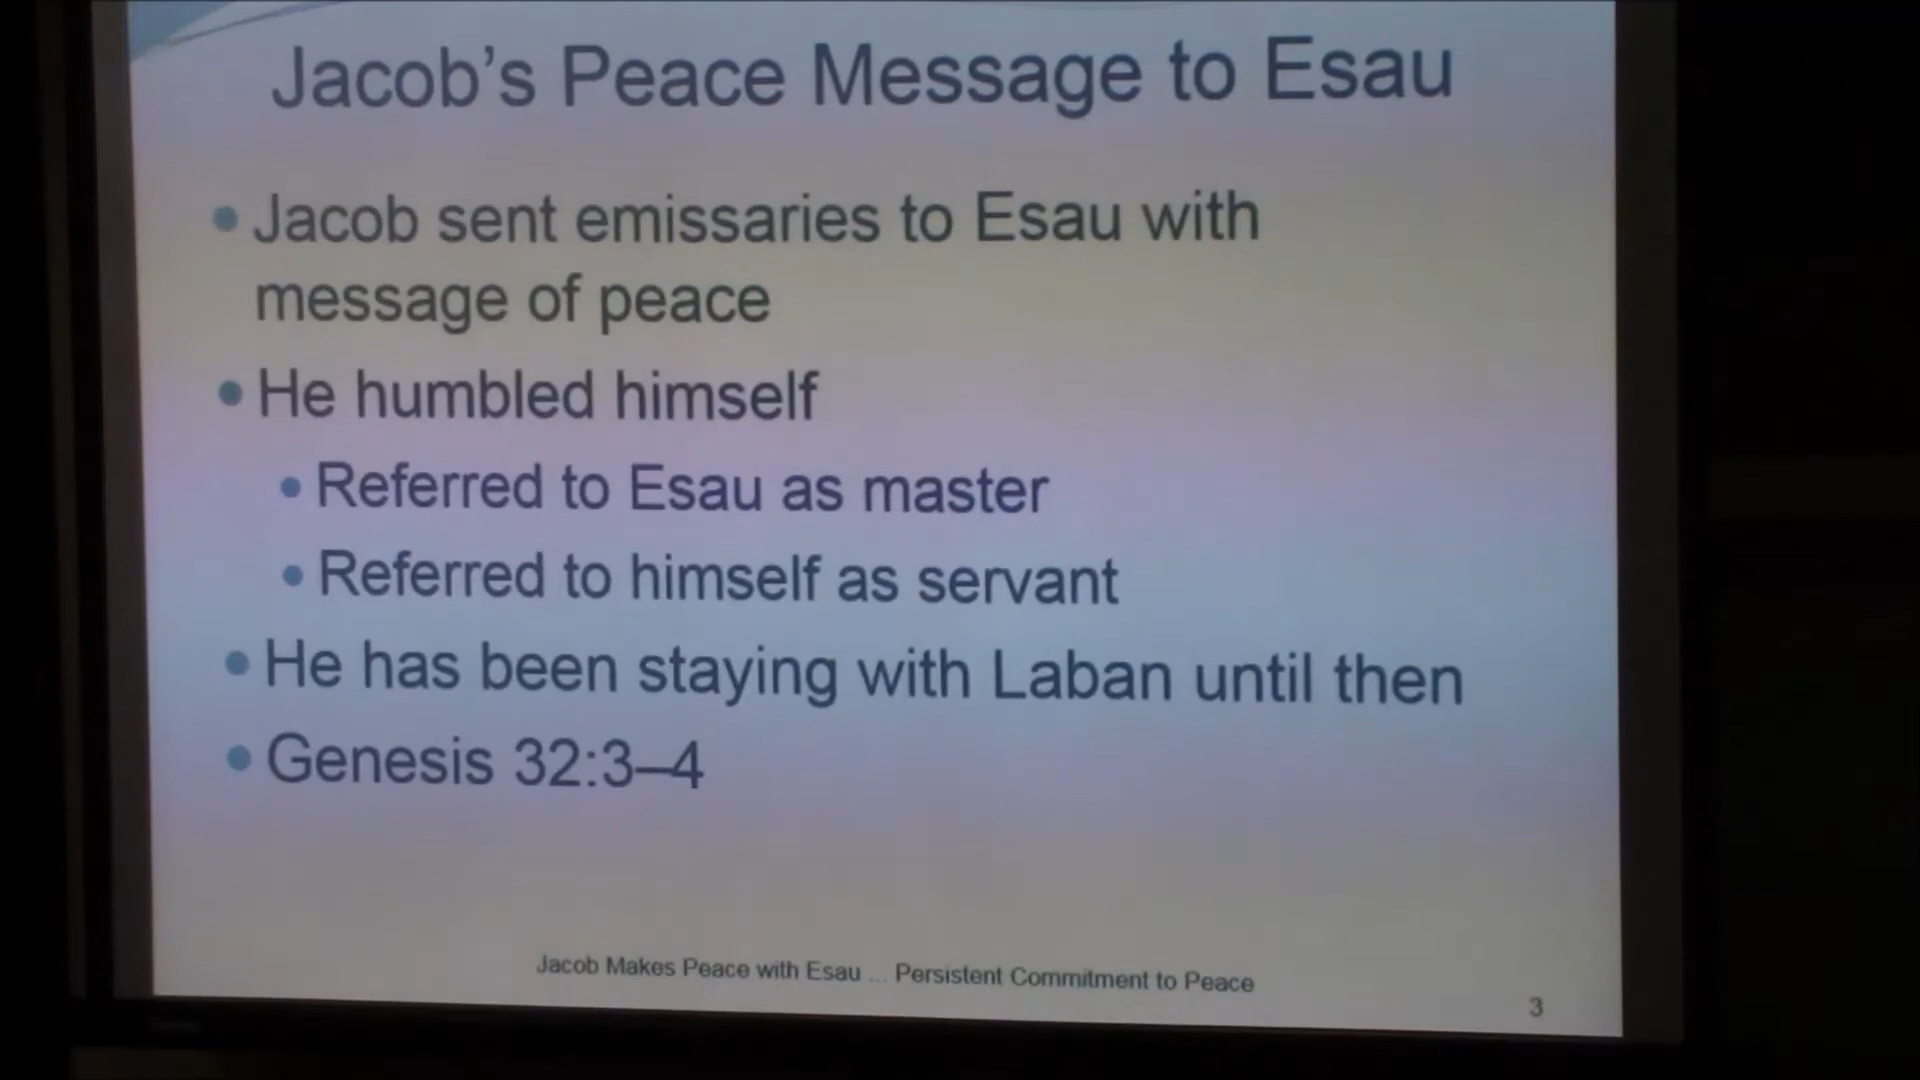 Jacob's Peace Message to Esau
• Jacob sent emissaries to Esau with
message of peace
• He humbled himself
• Referred to Esau as master
• Referred to himself as servant
• He has been staying with Laban until then
• Genesis 32:3–4
Jacob Makes Peace with Esau ... Persistent Commitment to Peace
3